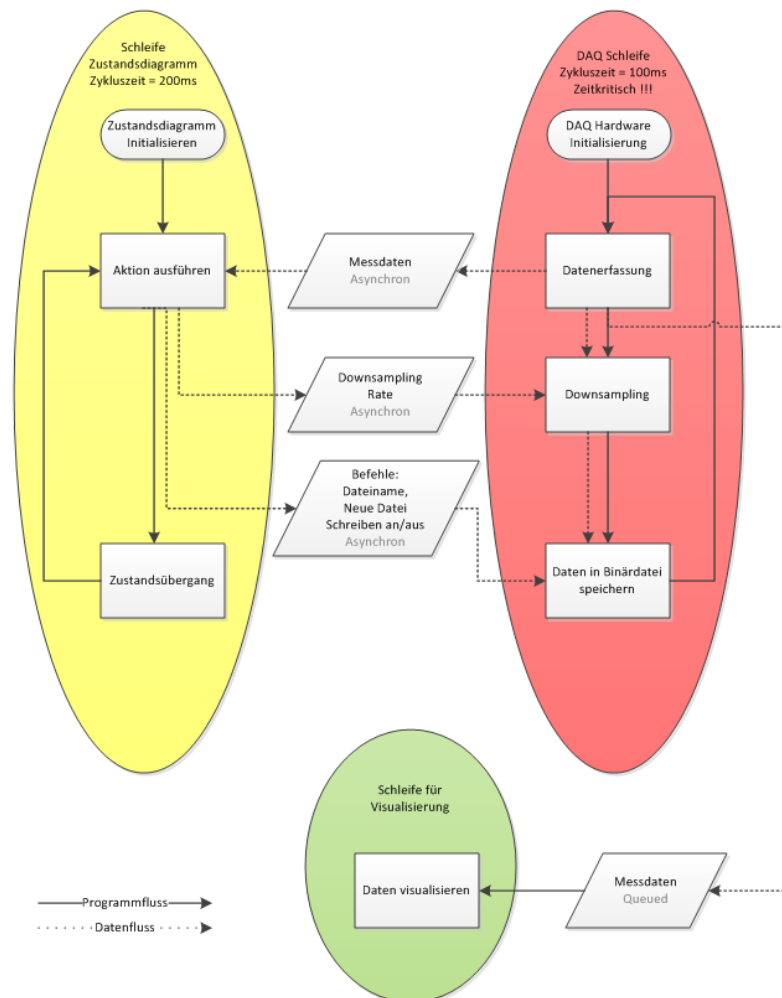 Schleife
Zustandsdiagramm
Zykluszeit = 200ms
Zustandsdiagramm
Initialisieren
Aktion ausführen
Zustandsübergang
Messdaten
Asynchron
Downsampling
Rate
Asynchron
Befehle:
Dateiname,
Neue Datei
Schreiben an/aus
Asynchron
DAQ Schleife
Zykluszeit = 100ms
Zeitkritisch !!!
DAQ Hardware
Initialisierung
Datenerfassung
Downsampling
Daten in Binärdatei
speichern
Schleife für
Visualisierung
Daten visualisieren
Messdaten
Queued
Programmfluss
Datenfluss